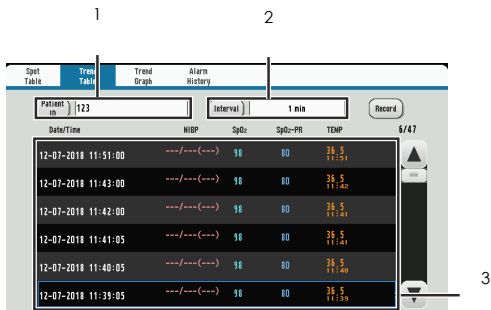 1 2
Spot Table Trend Table Trend Graph Alarm History
Patient ID 123 Interval 1 min Record
Date/Time NIBP SpO₂ SpO₂-PR TEMP 6/47
12-07-2018 11:51:00 ---/---(---) 98 80 36.5 11:51
12-07-2018 11:43:00 ---/---(---) 98 80 36.5 11:42
12-07-2018 11:42:00 ---/---(---) 98 80 36.5 11:41
12-07-2018 11:41:05 ---/---(---) 98 80 36.5 11:41
12-07-2018 11:40:05 ---/---(---) 98 80 36.5 11:40
12-07-2018 11:39:05 ---/---(---) 98 80 36.5 11:39
3